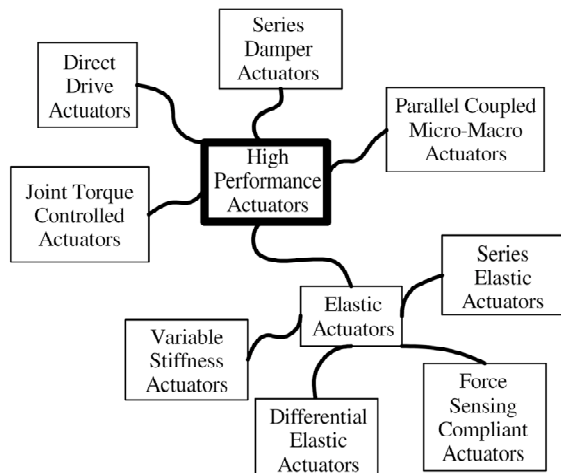 Series
Damper
Actuators
Direct
Drive
Actuators
Parallel Coupled
Micro-Macro
Actuators
High
Performance
Actuators
Joint Torque
Controlled
Actuators
Series
Elastic
Actuators
Elastic
Actuators
Variable
Stiffness
Actuators
Force
Sensing
Compliant
Actuators
Differential
Elastic
Actuators